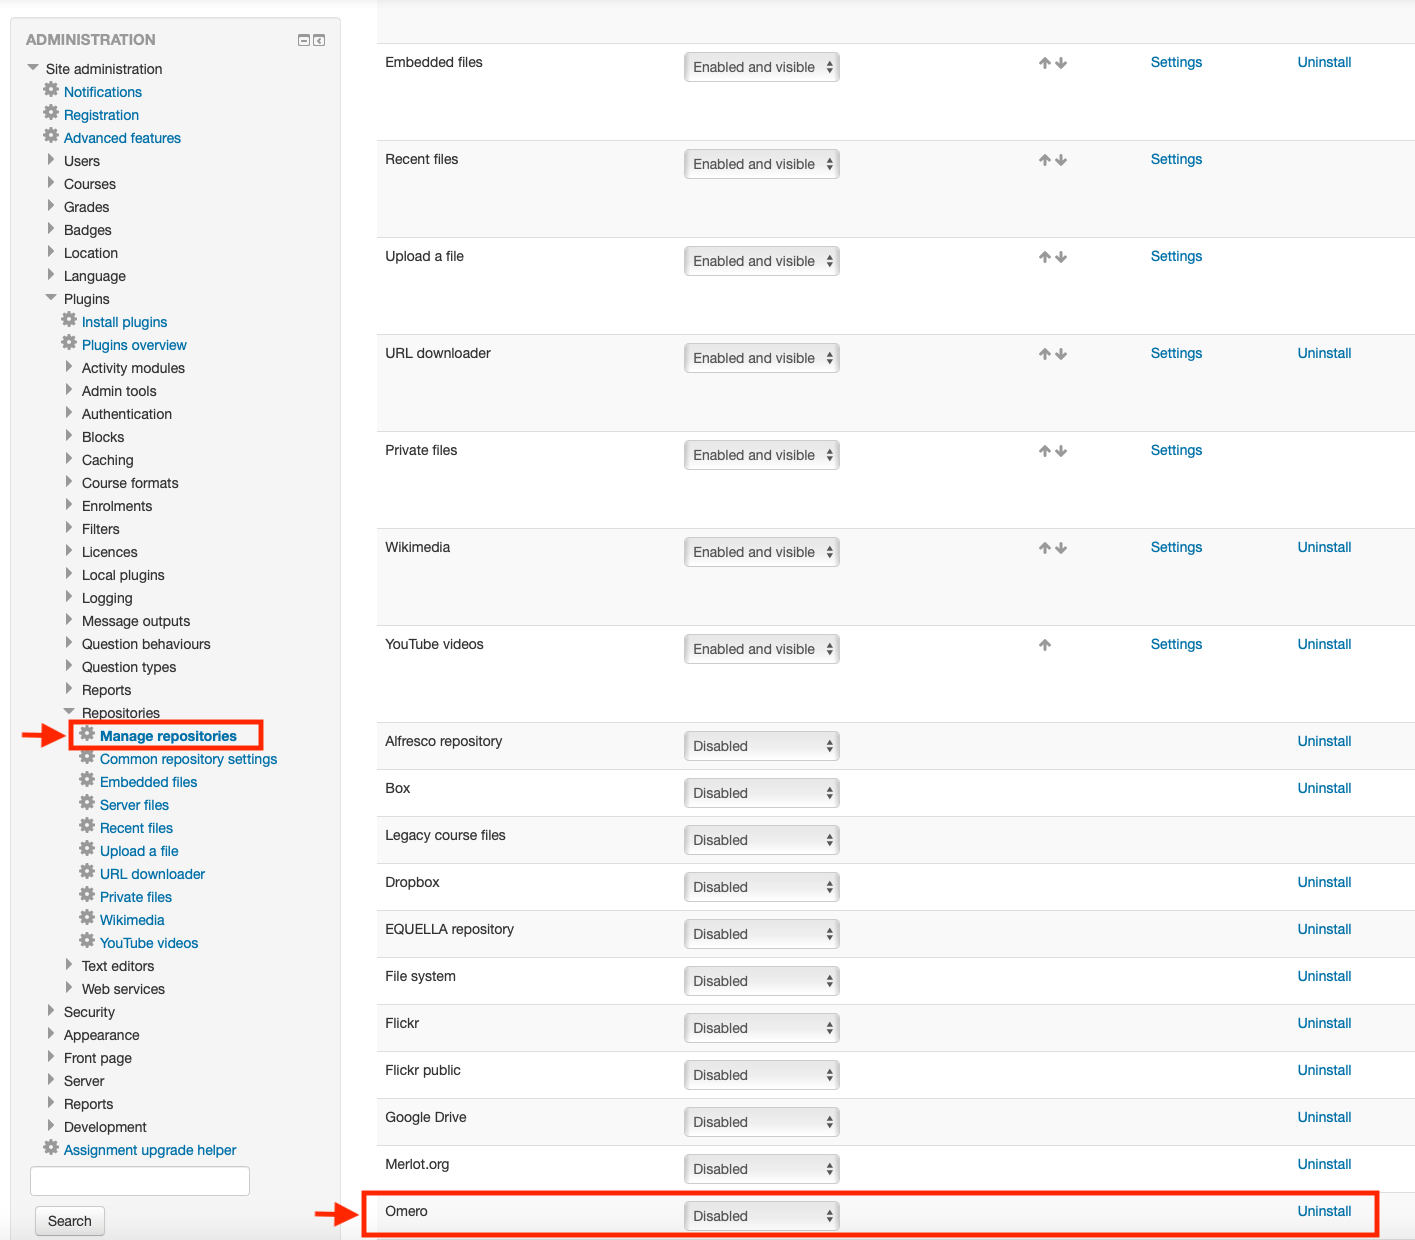 ADMINISTRATION
Site administration
Notifications
Registration
Advanced features
Users
Courses
Grades
Badges
Location
Language
Plugins
Install plugins
Plugins overview
Activity modules
Admin tools
Authentication
Blocks
Caching
Course formats
Enrolments
Filters
Licences
Local plugins
Logging
Message outputs
Question behaviours
Question types
Reports
Repositories
Manage repositories
Common repository settings
Embedded files
Server files
Recent files
Upload a file
URL downloader
Private files
Wikimedia
YouTube videos
Text editors
Web services
Security
Appearance
Front page
Server
Reports
Development
Assignment upgrade helper
Search
Embedded files Enabled and visible Settings Uninstall
Recent files Enabled and visible Settings
Upload a file Enabled and visible Settings
URL downloader Enabled and visible Settings Uninstall
Private files Enabled and visible Settings
Wikimedia Enabled and visible Settings Uninstall
YouTube videos Enabled and visible Settings Uninstall
Alfresco repository Disabled Uninstall
Box Disabled Uninstall
Legacy course files Disabled
Dropbox Disabled Uninstall
EQUELLA repository Disabled Uninstall
File system Disabled Uninstall
Flickr Disabled Uninstall
Flickr public Disabled Uninstall
Google Drive Disabled Uninstall
Merlot.org Disabled Uninstall
Omero Disabled Uninstall